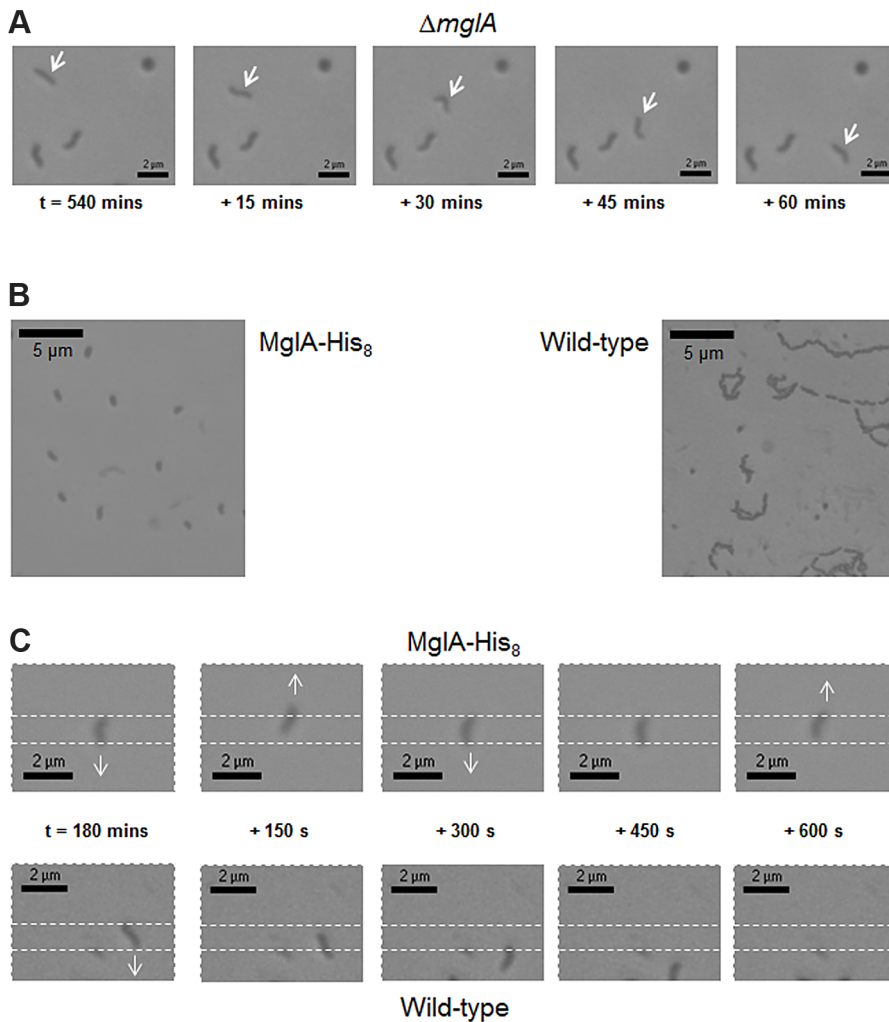 A
ΔmglA
2 µm 2 µm 2 µm 2 µm 2 µm
t = 540 mins + 15 mins + 30 mins + 45 mins + 60 mins
B
5 µm
MglA-His₈
Wild-type
5 µm
C
MglA-His₈
2 µm 2 µm 2 µm 2 µm 2 µm
t = 180 mins + 150 s + 300 s + 450 s + 600 s
2 µm 2 µm 2 µm 2 µm 2 µm
Wild-type